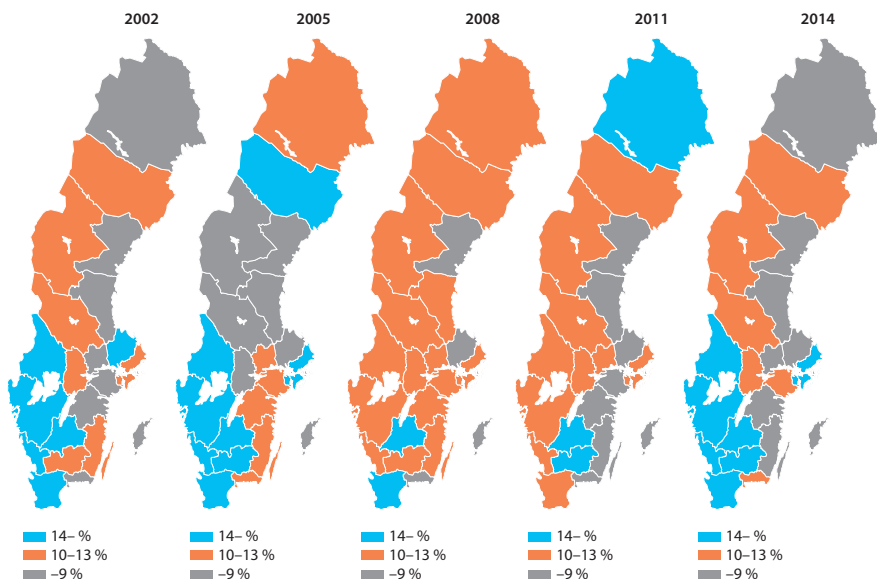 2002 2005 2008 2011 2014
14– % 14– % 14– % 14– % 14– %
10–13 % 10–13 % 10–13 % 10–13 % 10–13 %
–9 % –9 % –9 % –9 % –9 %